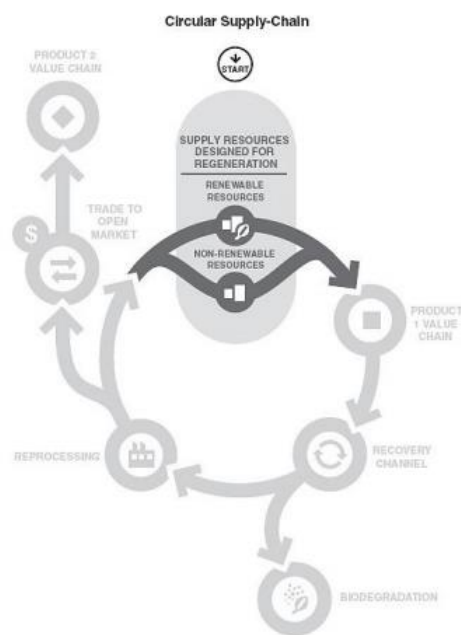 Circular Supply-Chain
START
PRODUCT 2
VALUE CHAIN
SUPPLY RESOURCES
DESIGNED FOR
REGENERATION
RENEWABLE
RESOURCES
TRADE TO
OPEN
MARKET
$
NON-RENEWABLE
RESOURCES
PRODUCT
1 VALUE
CHAIN
REPROCESSING
RECOVERY
CHANNEL
BIODEGRADATION